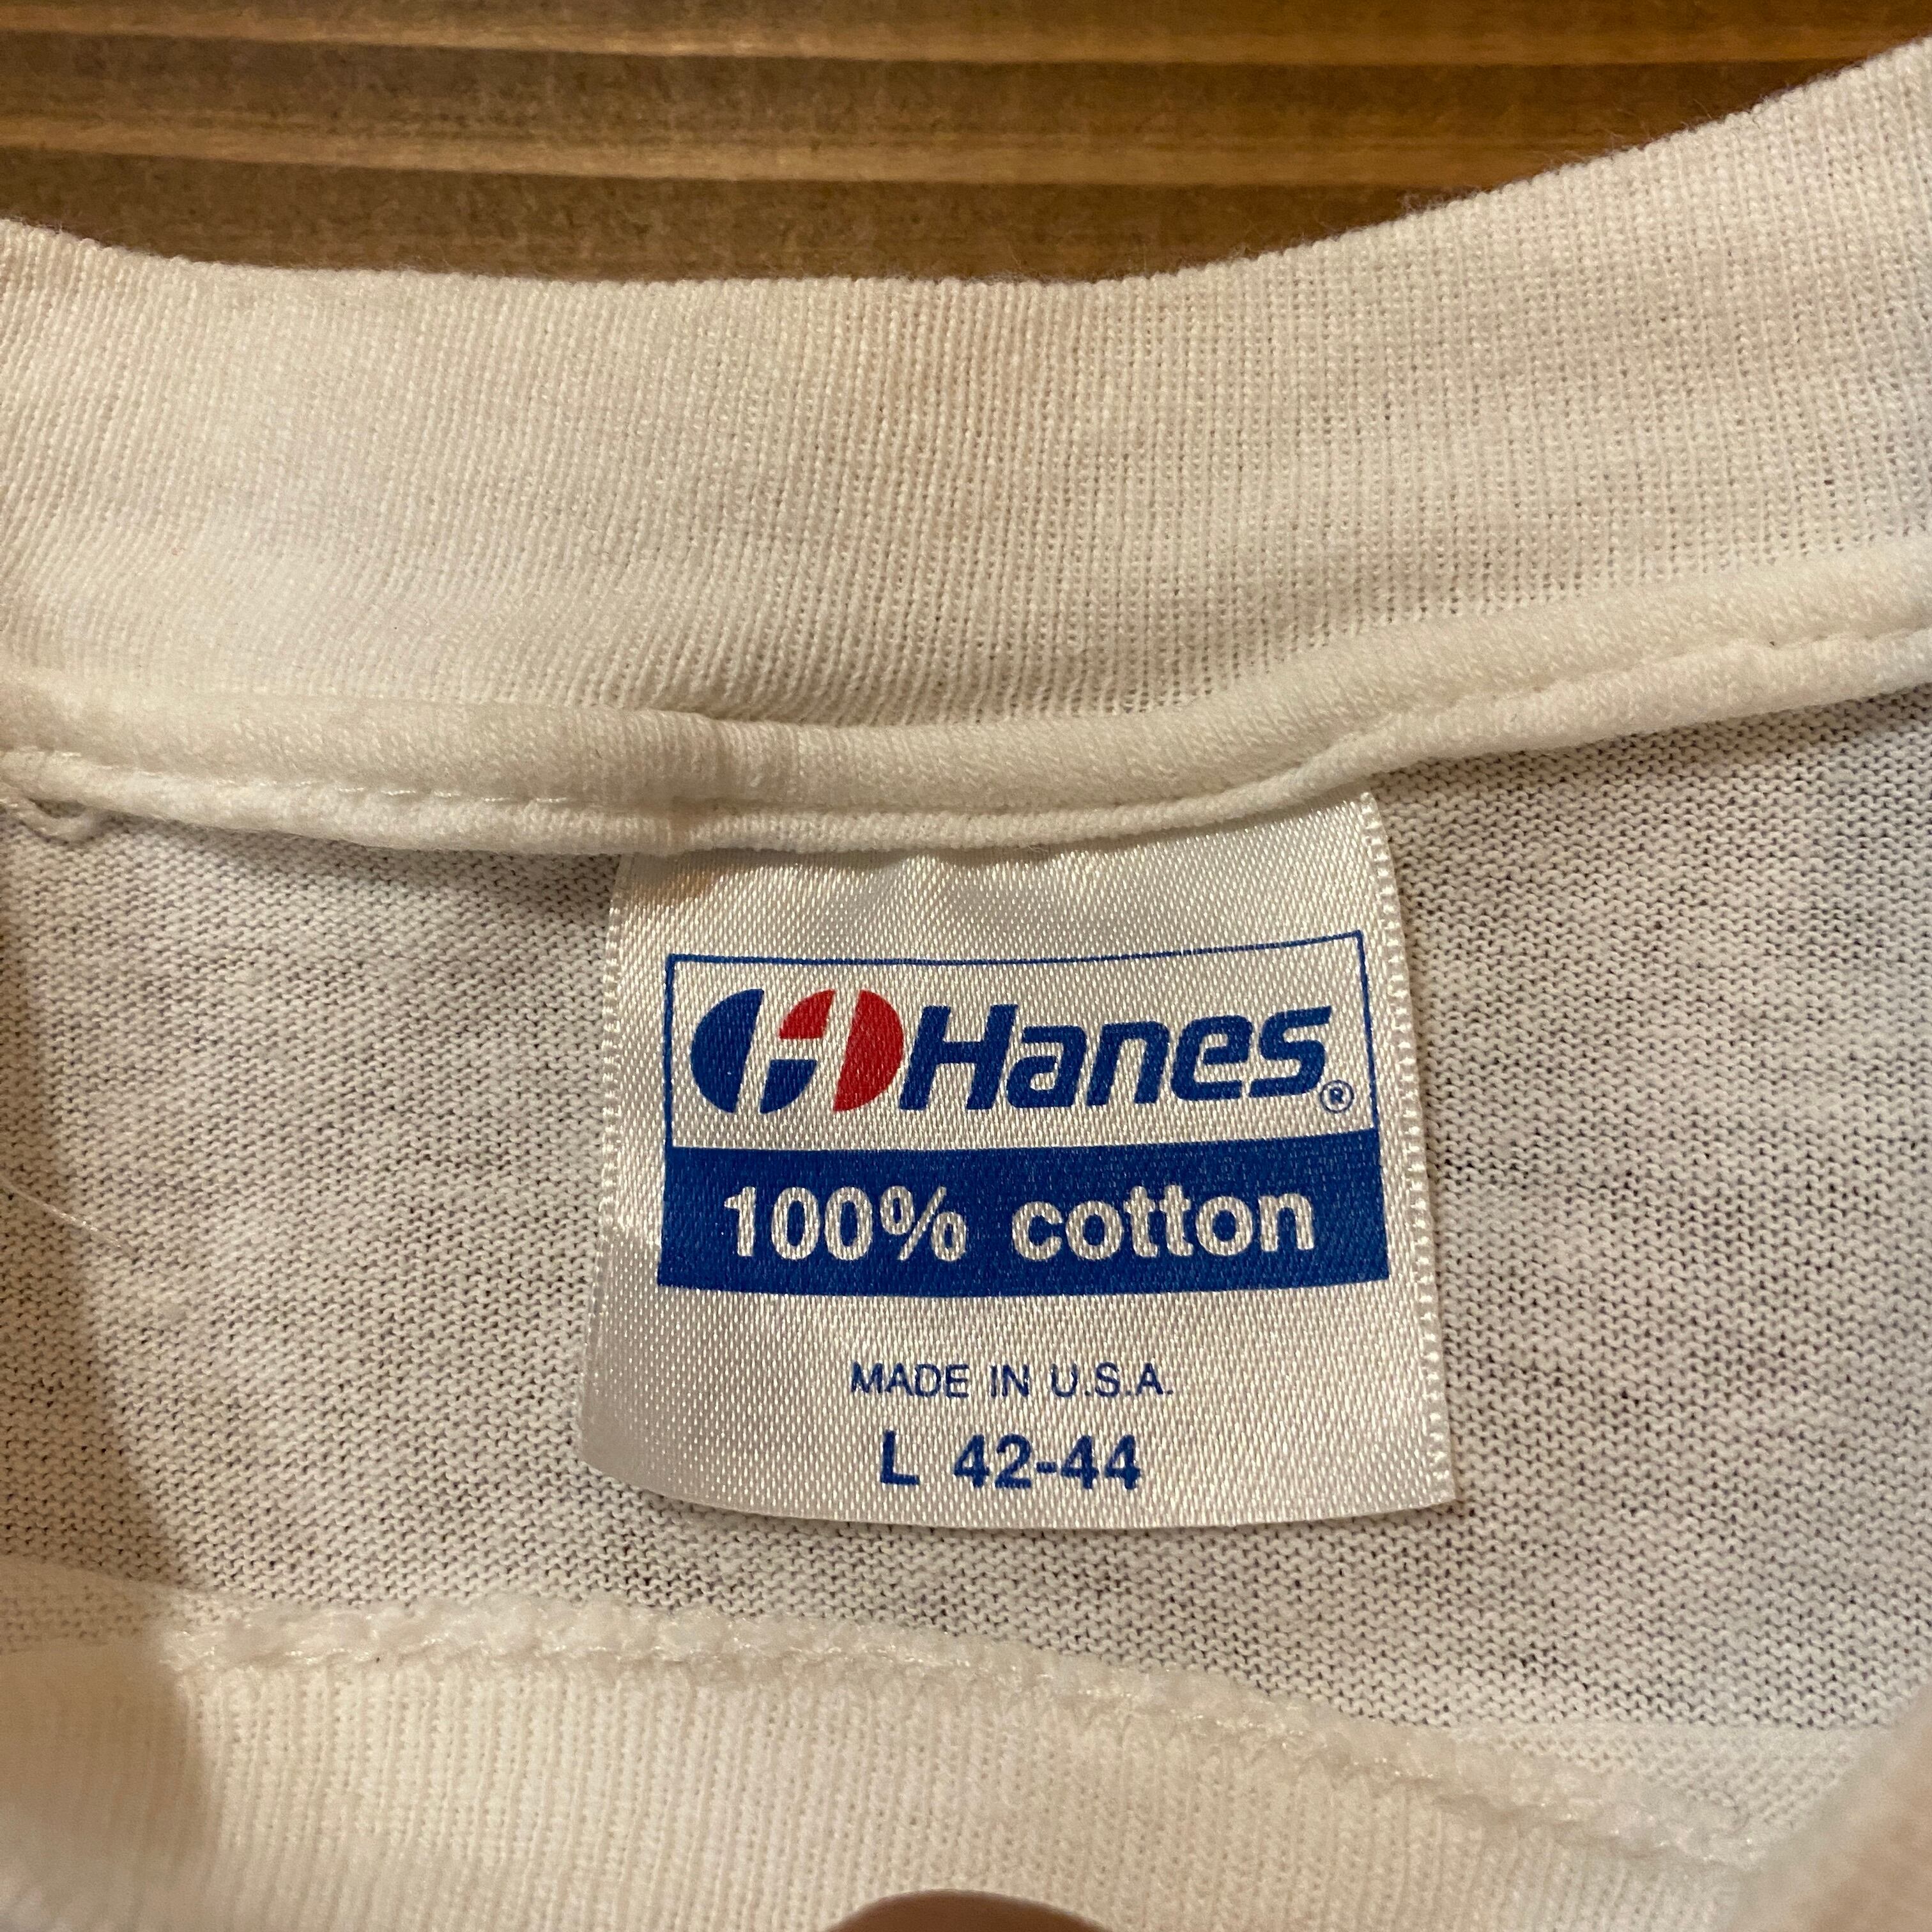 Hanes®
100% cotton
MADE IN U.S.A.
L 42-44